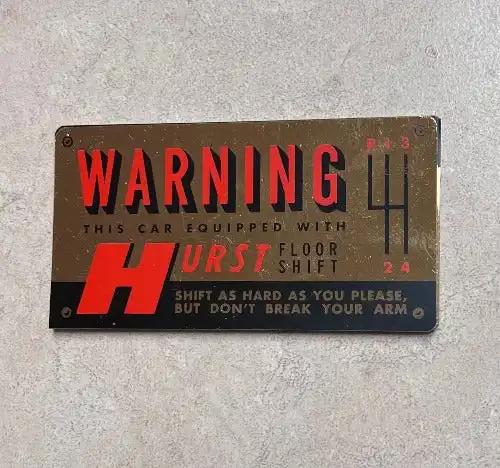 WARNING
R 1 3
THIS CAR EQUIPPED WITH
HURST FLOOR SHIFT
2 4
SHIFT AS HARD AS YOU PLEASE,
BUT DON'T BREAK YOUR ARM